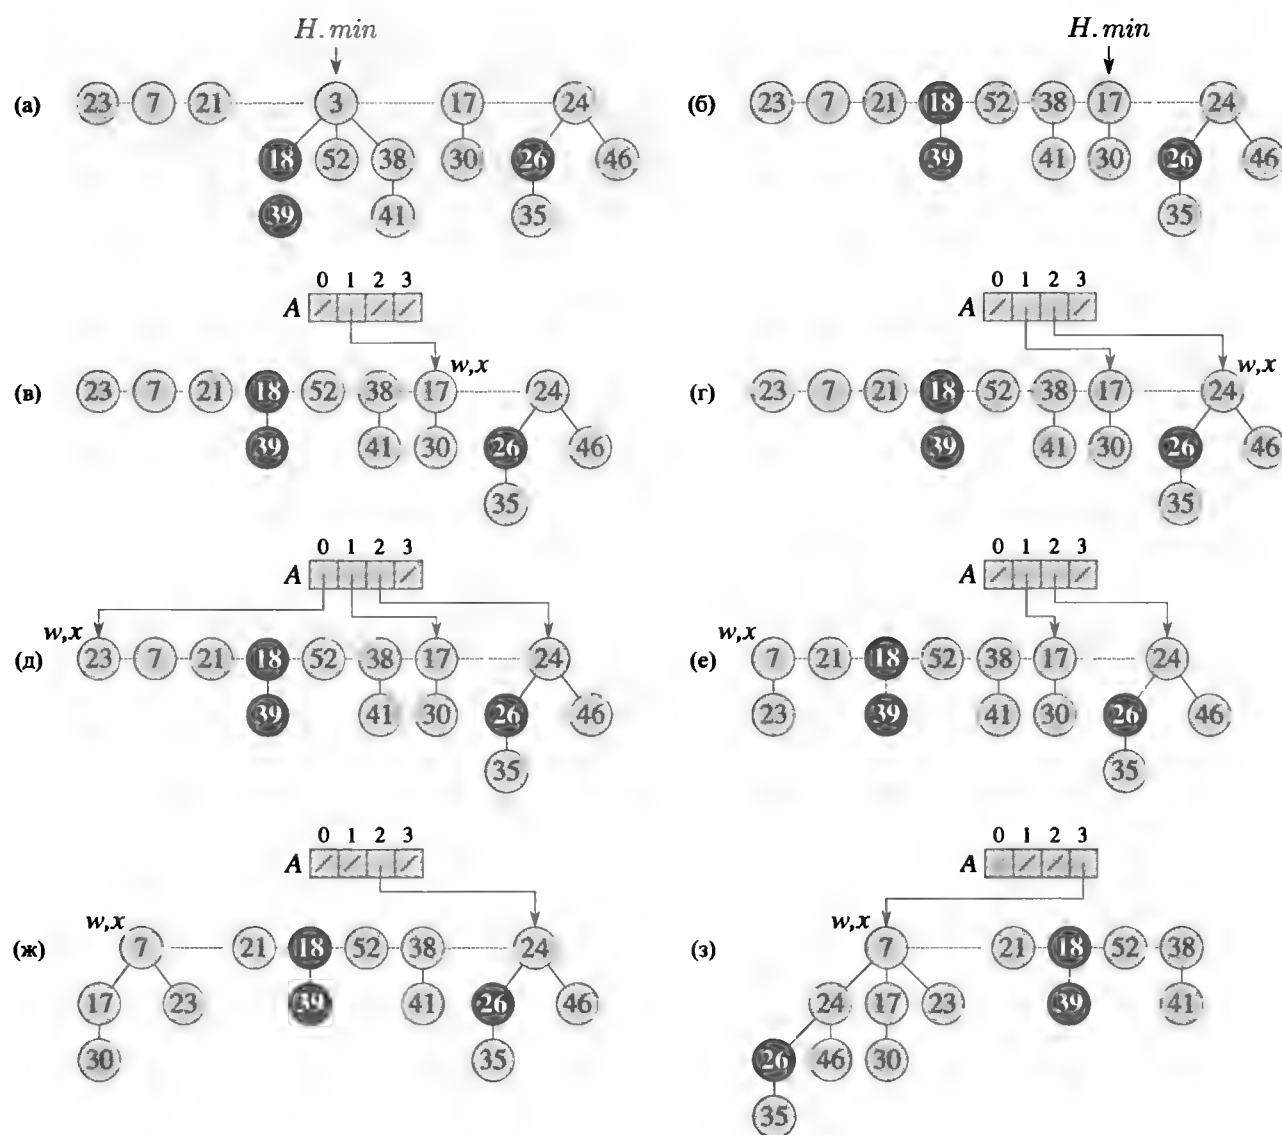 H. min H. min
(а) 23 7 21 3 17 24 (б) 23 7 21 18 52 38 17 24
18 52 38 30 26 46 39 41 30 26 46
39 41 35 35
0 1 2 3 0 1 2 3
A A
w,x w,x
(в) 23 7 21 18 52 38 17 24 (г) 23 7 21 18 52 38 17 24
39 41 30 26 46 39 41 30 26 46
35 35
0 1 2 3 0 1 2 3
A A
w,x w,x
(д) 23 7 21 18 52 38 17 24 (е) 7 21 18 52 38 17 24
39 41 30 26 46 23 39 41 30 26 46
35 35
0 1 2 3 0 1 2 3
A A
w,x w,x
(ж) 7 21 18 52 38 24 (з) 7 21 18 52 38
17 23 39 41 26 46 24 17 23 39 41
30 35 26 46 30
35